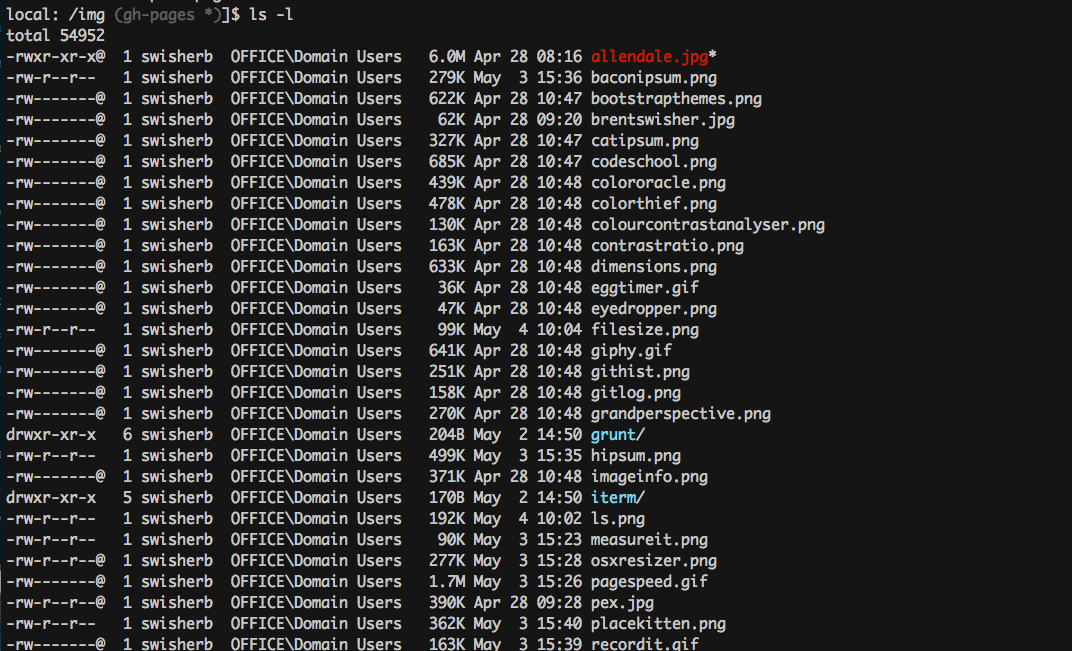 local: /img (gh-pages *)]$ ls -l
total 54952
-rwxr-xr-x@  1 swisherb  OFFICE\Domain Users   6.0M Apr 28 08:16 allendale.jpg*
-rw-r--r--   1 swisherb  OFFICE\Domain Users   279K May  3 15:36 baconipsum.png
-rw-------@  1 swisherb  OFFICE\Domain Users   622K Apr 28 10:47 bootstrapthemes.png
-rw-------@  1 swisherb  OFFICE\Domain Users    62K Apr 28 09:20 brentswisher.jpg
-rw-------@  1 swisherb  OFFICE\Domain Users   327K Apr 28 10:47 catipsum.png
-rw-------@  1 swisherb  OFFICE\Domain Users   685K Apr 28 10:47 codeschool.png
-rw-------@  1 swisherb  OFFICE\Domain Users   439K Apr 28 10:48 colororacle.png
-rw-------@  1 swisherb  OFFICE\Domain Users   478K Apr 28 10:48 colorthief.png
-rw-------@  1 swisherb  OFFICE\Domain Users   130K Apr 28 10:48 colourcontrastanalyser.png
-rw-------@  1 swisherb  OFFICE\Domain Users   163K Apr 28 10:48 contrastratio.png
-rw-------@  1 swisherb  OFFICE\Domain Users   633K Apr 28 10:48 dimensions.png
-rw-------@  1 swisherb  OFFICE\Domain Users    36K Apr 28 10:48 eggtimer.gif
-rw-------@  1 swisherb  OFFICE\Domain Users    47K Apr 28 10:48 eyedropper.png
-rw-r--r--   1 swisherb  OFFICE\Domain Users    99K May  4 10:04 filesize.png
-rw-------@  1 swisherb  OFFICE\Domain Users   641K Apr 28 10:48 giphy.gif
-rw-------@  1 swisherb  OFFICE\Domain Users   251K Apr 28 10:48 githist.png
-rw-------@  1 swisherb  OFFICE\Domain Users   158K Apr 28 10:48 gitlog.png
-rw-------@  1 swisherb  OFFICE\Domain Users   270K Apr 28 10:48 grandperspective.png
drwxr-xr-x   6 swisherb  OFFICE\Domain Users   204B May  2 14:50 grunt/
-rw-r--r--   1 swisherb  OFFICE\Domain Users   499K May  3 15:35 hipsum.png
-rw-------@  1 swisherb  OFFICE\Domain Users   371K Apr 28 10:48 imageinfo.png
drwxr-xr-x   5 swisherb  OFFICE\Domain Users   170B May  2 14:50 iterm/
-rw-r--r--   1 swisherb  OFFICE\Domain Users   192K May  4 10:02 ls.png
-rw-r--r--   1 swisherb  OFFICE\Domain Users    90K May  3 15:23 measureit.png
-rw-r--r--@  1 swisherb  OFFICE\Domain Users   277K May  3 15:28 osxresizer.png
-rw-------@  1 swisherb  OFFICE\Domain Users   1.7M May  3 15:26 pagespeed.gif
-rw-r--r--@  1 swisherb  OFFICE\Domain Users   390K Apr 28 09:28 pex.jpg
-rw-r--r--   1 swisherb  OFFICE\Domain Users   362K May  3 15:40 placekitten.png
-rw-------@  1 swisherb  OFFICE\Domain Users   163K May  3 15:39 recordit.gif